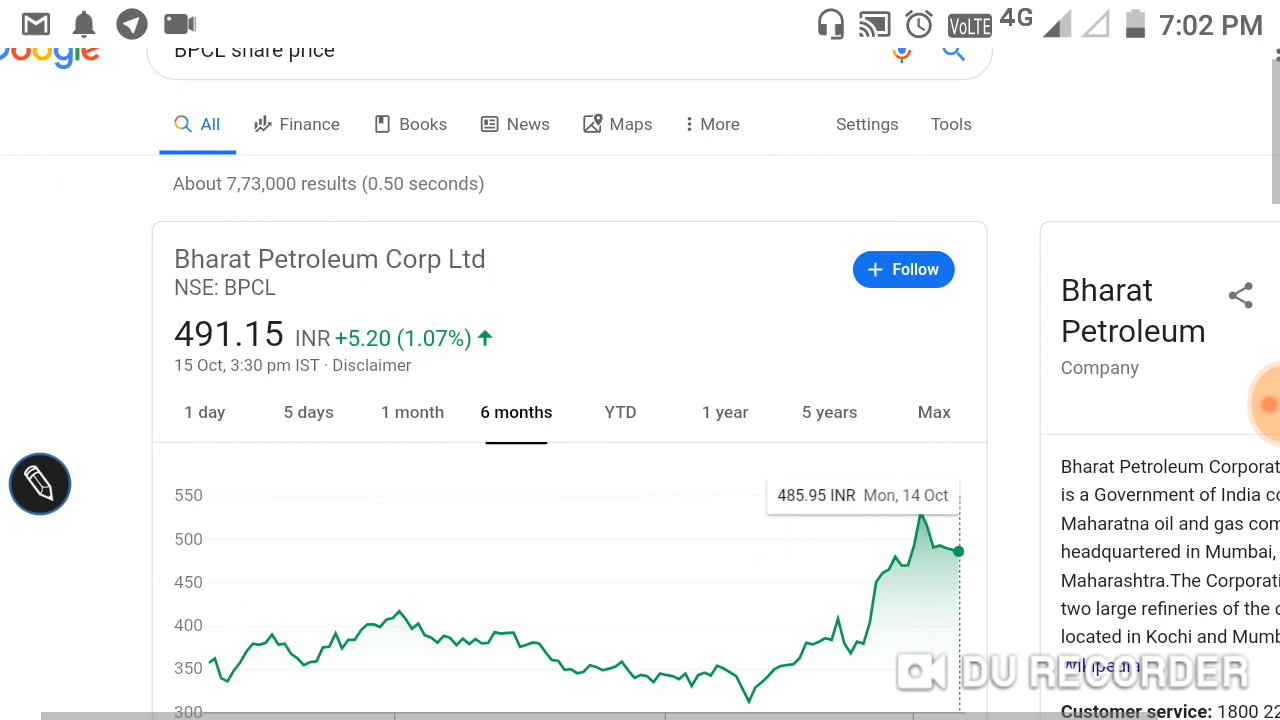 VoLTE 4G 7:02 PM
Google
BPCL share price
All Finance Books News Maps More Settings Tools
About 7,73,000 results (0.50 seconds)
Bharat Petroleum Corp Ltd
NSE: BPCL
+ Follow
491.15 INR +5.20 (1.07%)
15 Oct, 3:30 pm IST · Disclaimer
1 day 5 days 1 month 6 months YTD 1 year 5 years Max
485.95 INR Mon, 14 Oct
550
500
450
400
350
300
Bharat
Petroleum
Company
Bharat Petroleum Corporat
is a Government of India co
Maharatna oil and gas com
headquartered in Mumbai,
Maharashtra.The Corporati
two large refineries of the c
located in Kochi and Mumb
Wikipedia
Customer service: 1800 22
DU RECORDER